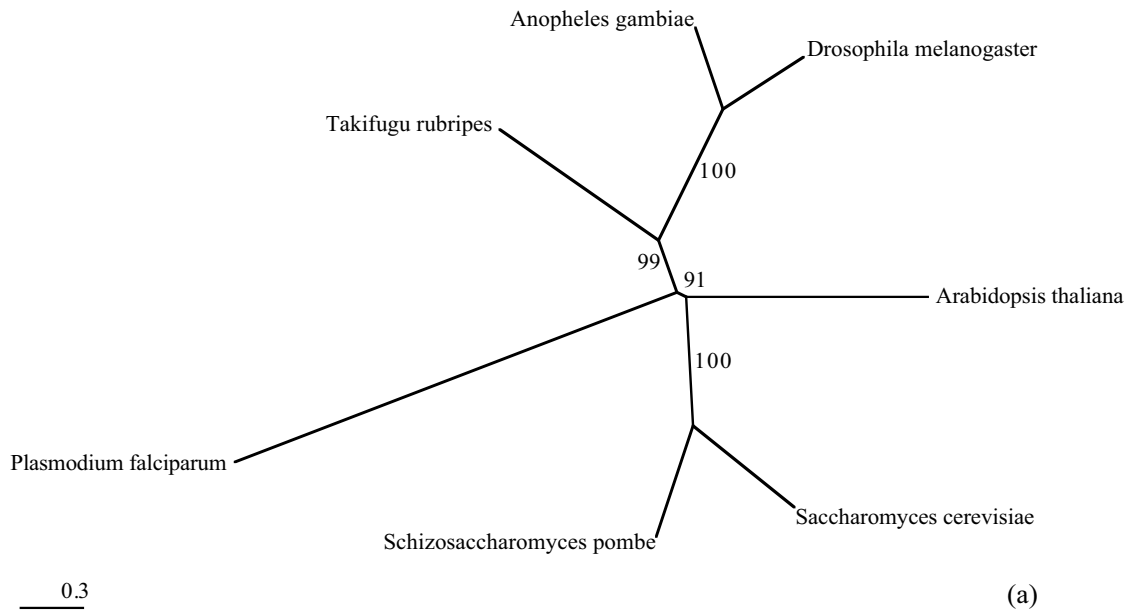 Anopheles gambiae
Drosophila melanogaster
Takifugu rubripes
100
99
91
Arabidopsis thaliana
100
Plasmodium falciparum
Saccharomyces cerevisiae
Schizosaccharomyces pombe
0.3
(a)